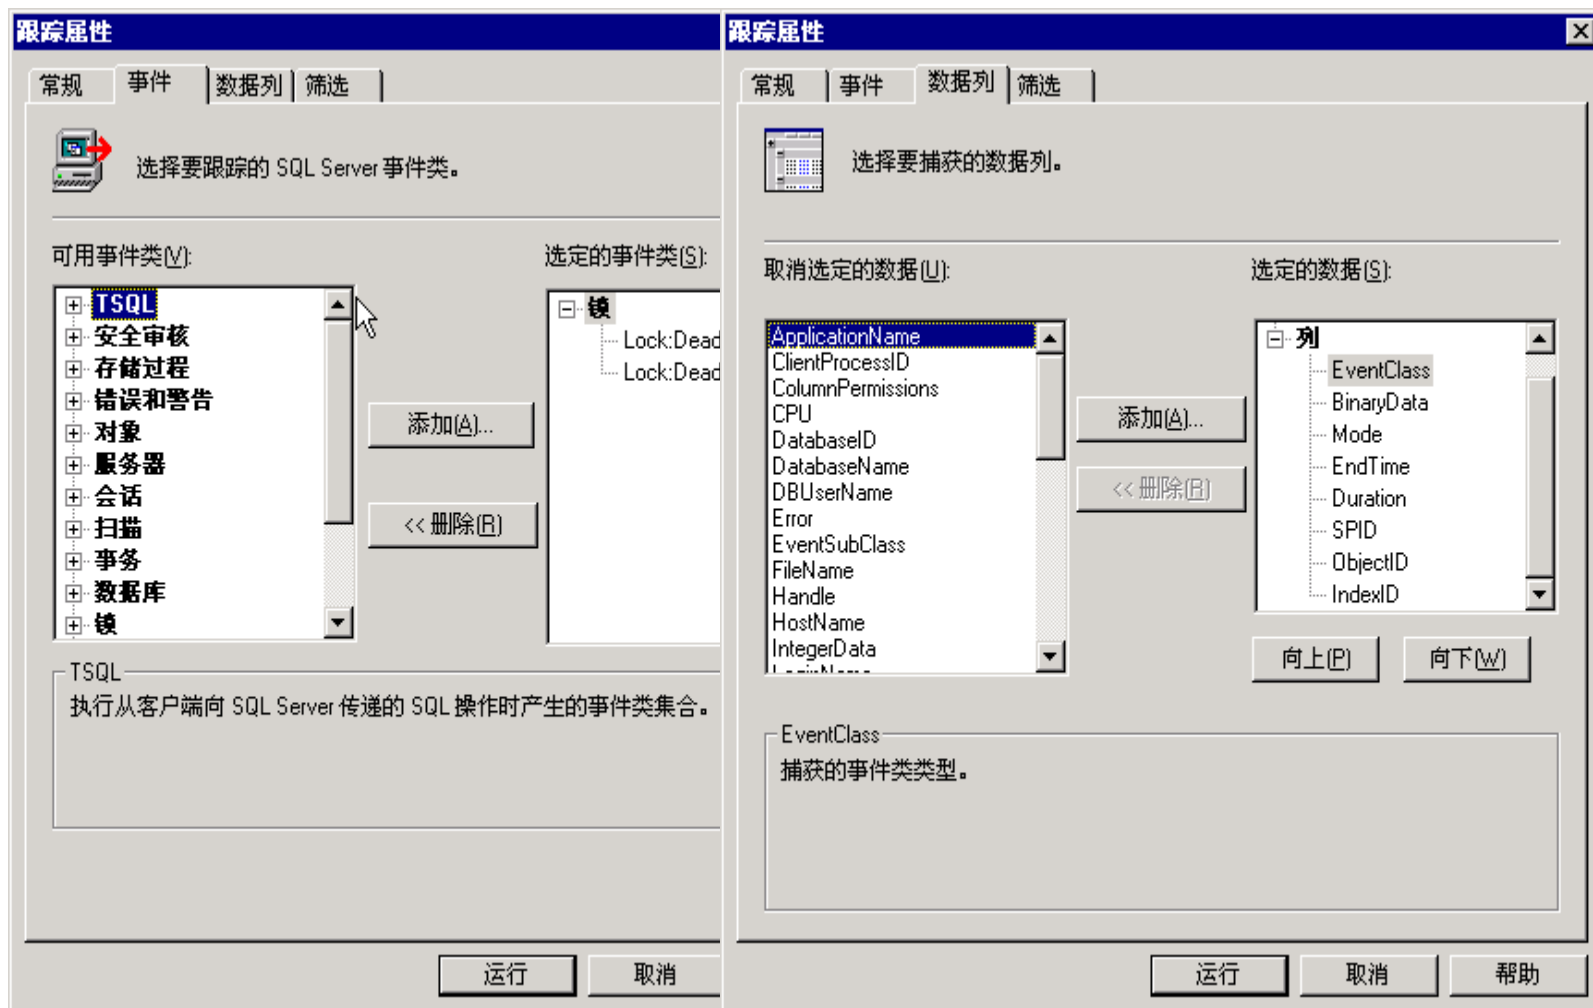 跟踪属性
常规 事件 数据列 筛选
选择要跟踪的 SQL Server 事件类。
可用事件类(V):
TSQL
安全审核
存储过程
错误和警告
对象
服务器
会话
扫描
事务
数据库
锁
添加(A)...
<< 删除(R)
选定的事件类(S):
锁
Lock:Dead
Lock:Dead
TSQL
执行从客户端向 SQL Server 传递的 SQL 操作时产生的事件类集合。
运行 取消
跟踪属性
常规 事件 数据列 筛选
选择要捕获的数据列。
取消选定的数据(U):
ApplicationName
ClientProcessID
ColumnPermissions
CPU
DatabaseID
DatabaseName
DBUserName
Error
EventSubClass
FileName
Handle
HostName
IntegerData
添加(A)...
<< 删除(R)
选定的数据(S):
列
EventClass
BinaryData
Mode
EndTime
Duration
SPID
ObjectID
IndexID
向上(P) 向下(W)
EventClass
捕获的事件类类型。
运行 取消 帮助